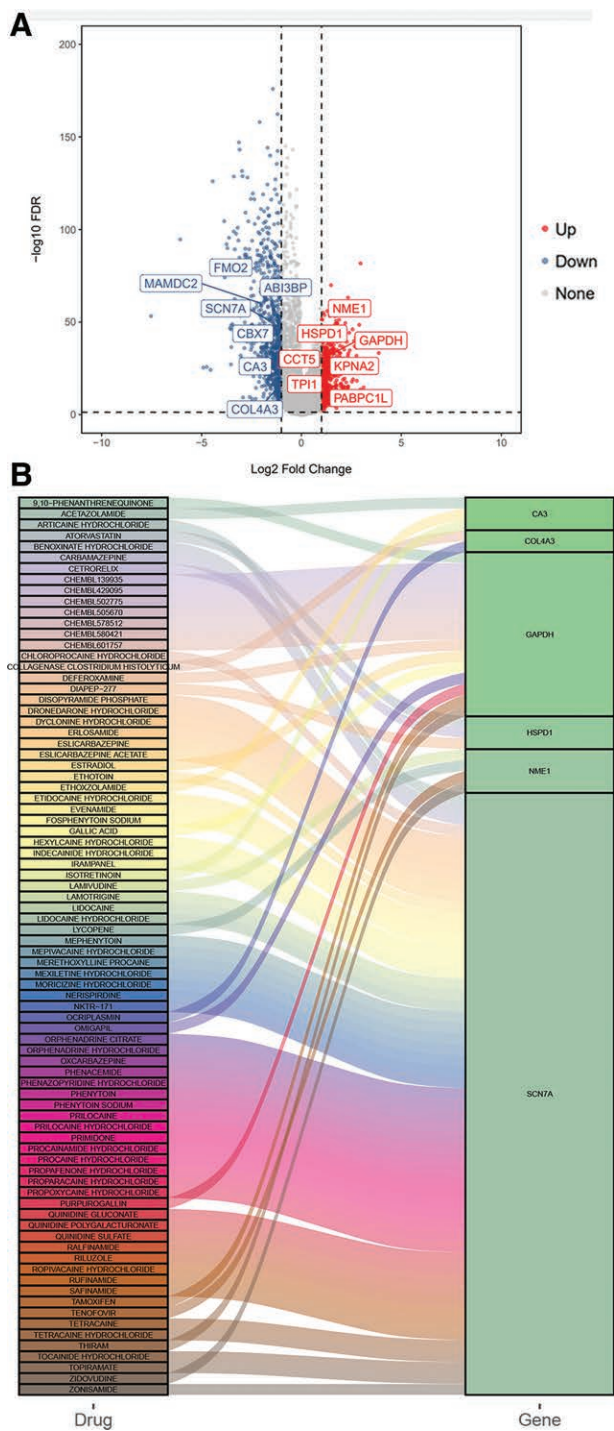 A
200
150
100
50
0
−log10 FDR
FMO2
MAMDC2
ABI3BP
SCN7A
NME1
CBX7
HSPD1
GAPDH
CCT5
CA3
KPNA2
TPI1
PABPC1L
COL4A3
Up
Down
None
−10
−5
0
5
10
Log2 Fold Change
B
9,10-PHENANTHRENEQUINONE
ACETAZOLAMIDE
ARTICAINE HYDROCHLORIDE
ATORVASTATIN
BENOXINATE HYDROCHLORIDE
CARBAMAZEPINE
CETRORELIX
CHEMBL139935
CHEMBL429095
CHEMBL502775
CHEMBL505670
CHEMBL578512
CHEMBL580421
CHEMBL601757
CHLOROPROCAINE HYDROCHLORIDE
COLLAGENASE CLOSTRIDIUM HISTOLYTICUM
DEFEROXAMINE
DIAPEP-277
DISOPYRAMIDE PHOSPHATE
DRONEDARONE HYDROCHLORIDE
DYCLONINE HYDROCHLORIDE
ERLOSAMIDE
ESLICARBAZEPINE
ESLICARBAZEPINE ACETATE
ESTRADIOL
ETHOTOIN
ETHOXZOLAMIDE
ETIDOCAINE HYDROCHLORIDE
EVENAMIDE
FOSPHENYTOIN SODIUM
GALLIC ACID
HEXYLCAINE HYDROCHLORIDE
INDECAINIDE HYDROCHLORIDE
IRAMPANEL
ISOTRETINOIN
LAMIVUDINE
LAMOTRIGINE
LIDOCAINE
LIDOCAINE HYDROCHLORIDE
LYCOPENE
MEPHENYTOIN
MEPIVACAINE HYDROCHLORIDE
MERETHOXYLLINE PROCAINE
MEXILETINE HYDROCHLORIDE
MORICIZINE HYDROCHLORIDE
NERISPIRDINE
NKTR-171
OCRIPLASMIN
OMIGAPIL
ORPHENADRINE CITRATE
ORPHENADRINE HYDROCHLORIDE
OXCARBAZEPINE
PHENACEMIDE
PHENAZOPYRIDINE HYDROCHLORIDE
PHENYTOIN
PHENYTOIN SODIUM
PRILOCAINE
PRILOCAINE HYDROCHLORIDE
PRIMIDONE
PROCAINAMIDE HYDROCHLORIDE
PROCAINE HYDROCHLORIDE
PROPAFENONE HYDROCHLORIDE
PROPARACAINE HYDROCHLORIDE
PROPOXYCAINE HYDROCHLORIDE
PURPUROGALLIN
QUINIDINE GLUCONATE
QUINIDINE POLYGALACTURONATE
QUINIDINE SULFATE
RALFINAMIDE
RILUZOLE
ROPIVACAINE HYDROCHLORIDE
RUFINAMIDE
SAFINAMIDE
TAMOXIFEN
TENOFOVIR
TETRACAINE
TETRACAINE HYDROCHLORIDE
THIRAM
TOCAINIDE HYDROCHLORIDE
TOPIRAMATE
ZIDOVUDINE
ZONISAMIDE
CA3
COL4A3
GAPDH
HSPD1
NME1
SCN7A
Drug
Gene